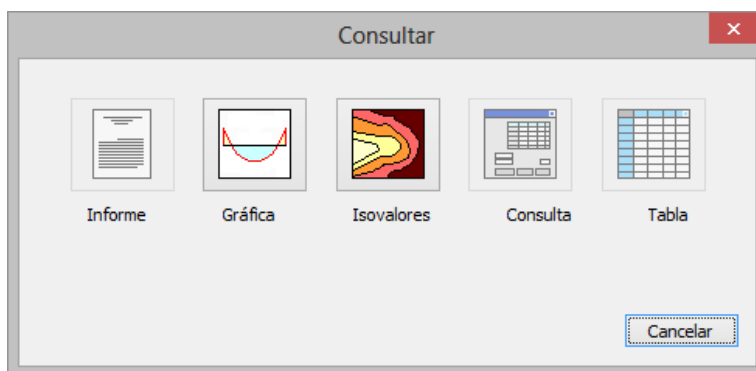 Consultar
Informe
Gráfica
Isovalores
Consulta
Tabla
Cancelar